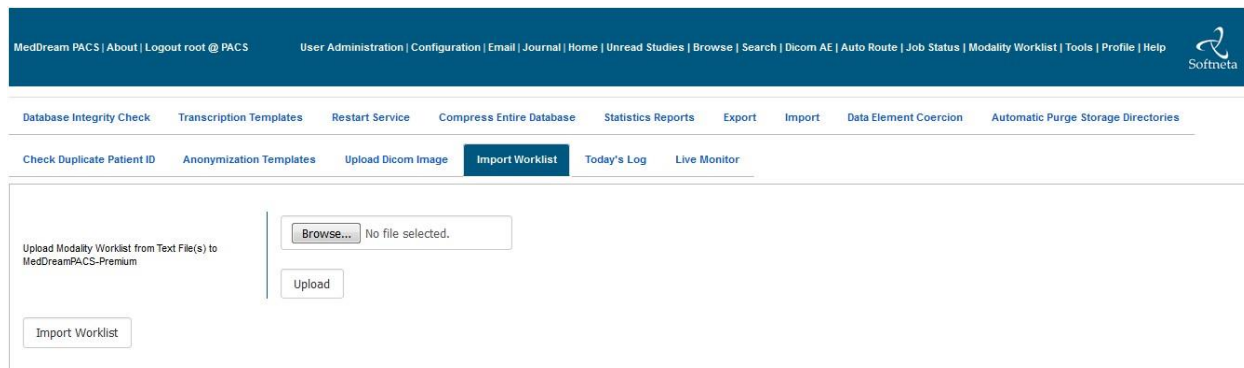 MedDream PACS | About | Logout root @ PACS User Administration | Configuration | Email | Journal | Home | Unread Studies | Browse | Search | Dicom AE | Auto Route | Job Status | Modality Worklist | Tools | Profile | Help
Softneta
Database Integrity Check Transcription Templates Restart Service Compress Entire Database Statistics Reports Export Import Data Element Coercion Automatic Purge Storage Directories
Check Duplicate Patient ID Anonymization Templates Upload Dicom Image Import Worklist Today's Log Live Monitor
Upload Modality Worklist from Text File(s) to
MedDreamPACS-Premium
Browse... No file selected.
Upload
Import Worklist